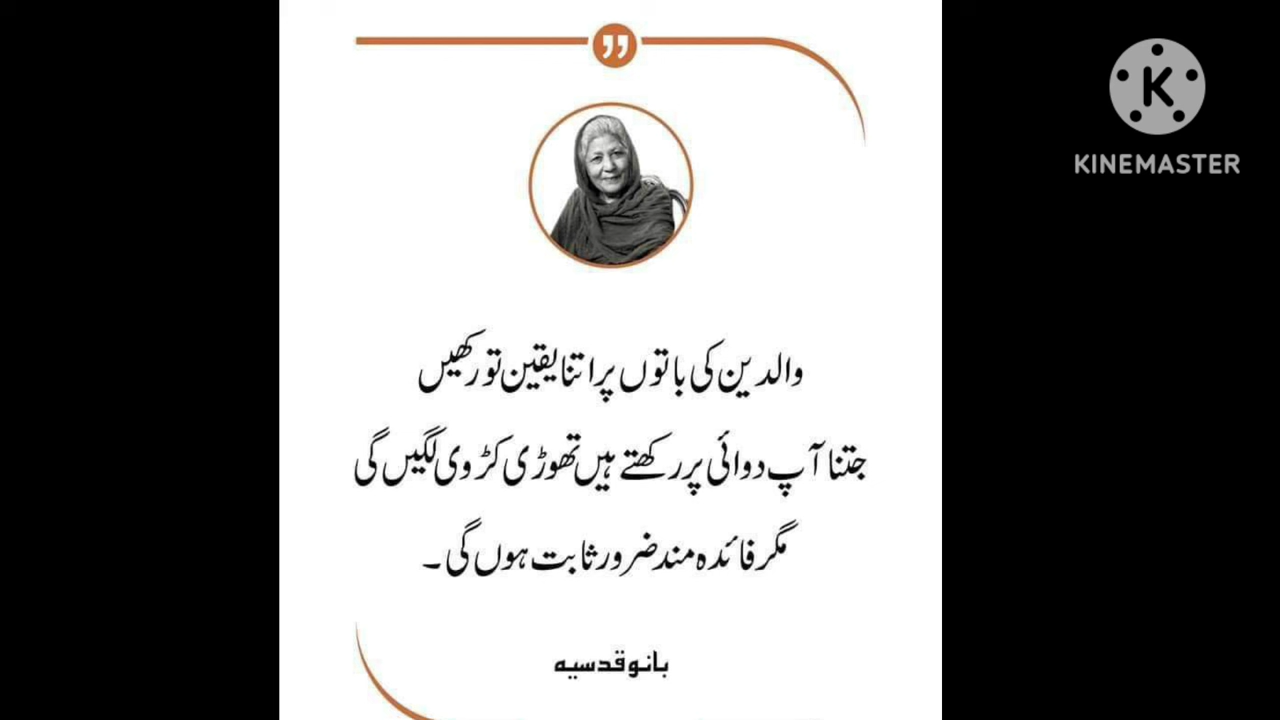 والدین کی باتوں پر اتنا یقین تو رکھیں
جتنا آپ دوائی پر رکھتے ہیں تھوڑی کڑوی لگیں گی
مگر فائدہ مند ضرور ثابت ہوں گی۔
بانو قدسیہ
K
KINEMASTER